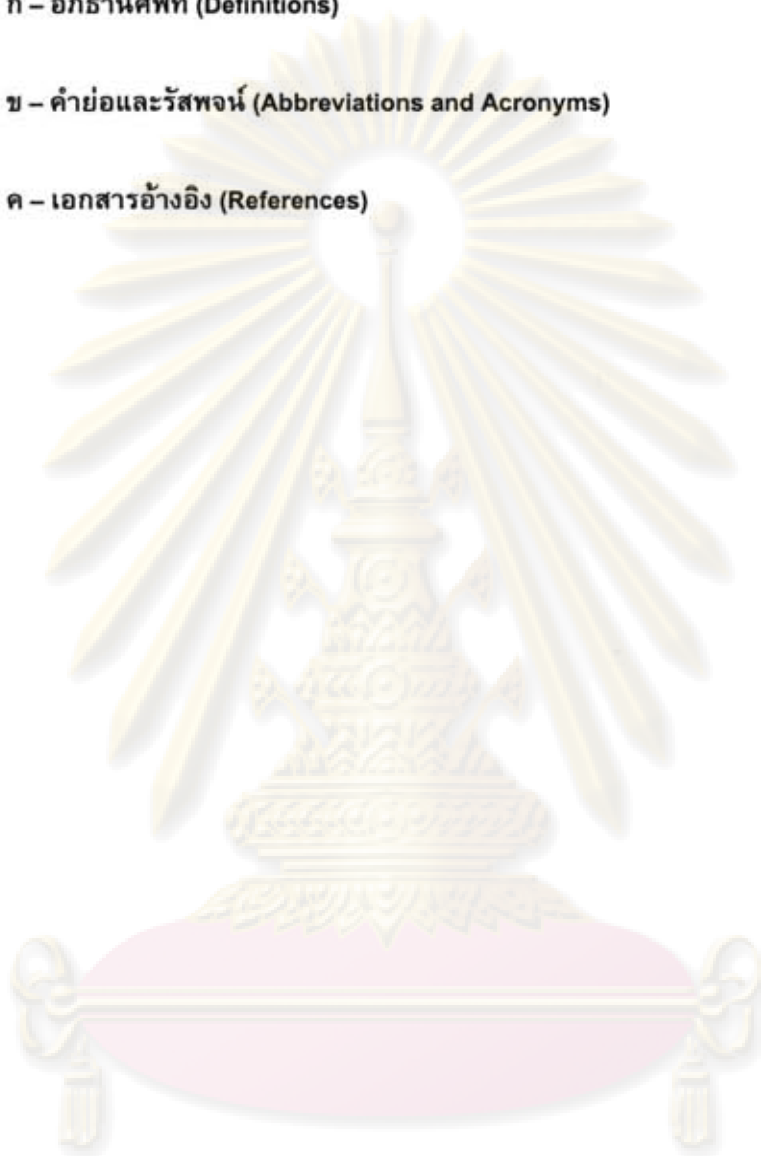 ก – อภิธานศัพท์ (Definitions)
ข – คำย่อและรัสพจน์ (Abbreviations and Acronyms)
ค – เอกสารอ้างอิง (References)